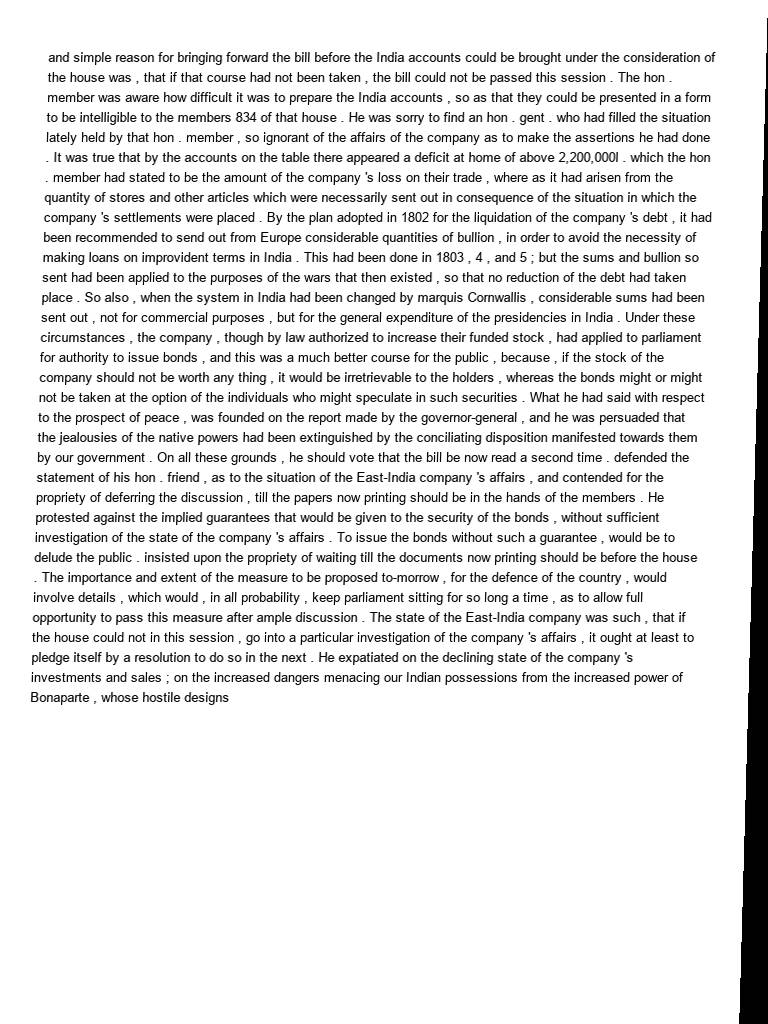 and simple reason for bringing forward the bill before the India accounts could be brought under the consideration of
the house was , that if that course had not been taken , the bill could not be passed this session . The hon .
member was aware how difficult it was to prepare the India accounts , so as that they could be presented in a form
to be intelligible to the members 834 of that house . He was sorry to find an hon . gent . who had filled the situation
lately held by that hon . member , so ignorant of the affairs of the company as to make the assertions he had done
. It was true that by the accounts on the table there appeared a deficit at home of above 2,200,000l . which the hon
. member had stated to be the amount of the company 's loss on their trade , where as it had arisen from the
quantity of stores and other articles which were necessarily sent out in consequence of the situation in which the
company 's settlements were placed . By the plan adopted in 1802 for the liquidation of the company 's debt , it had
been recommended to send out from Europe considerable quantities of bullion , in order to avoid the necessity of
making loans on improvident terms in India . This had been done in 1803 , 4 , and 5 ; but the sums and bullion so
sent had been applied to the purposes of the wars that then existed , so that no reduction of the debt had taken
place . So also , when the system in India had been changed by marquis Cornwallis , considerable sums had been
sent out , not for commercial purposes , but for the general expenditure of the presidencies in India . Under these
circumstances , the company , though by law authorized to increase their funded stock , had applied to parliament
for authority to issue bonds , and this was a much better course for the public , because , if the stock of the
company should not be worth any thing , it would be irretrievable to the holders , whereas the bonds might or might
not be taken at the option of the individuals who might speculate in such securities . What he had said with respect
to the prospect of peace , was founded on the report made by the governor-general , and he was persuaded that
the jealousies of the native powers had been extinguished by the conciliating disposition manifested towards them
by our government . On all these grounds , he should vote that the bill be now read a second time . defended the
statement of his hon . friend , as to the situation of the East-India company 's affairs , and contended for the
propriety of deferring the discussion , till the papers now printing should be in the hands of the members . He
protested against the implied guarantees that would be given to the security of the bonds , without sufficient
investigation of the state of the company 's affairs . To issue the bonds without such a guarantee , would be to
delude the public . insisted upon the propriety of waiting till the documents now printing should be before the house
. The importance and extent of the measure to be proposed to-morrow , for the defence of the country , would
involve details , which would , in all probability , keep parliament sitting for so long a time , as to allow full
opportunity to pass this measure after ample discussion . The state of the East-India company was such , that if
the house could not in this session , go into a particular investigation of the company 's affairs , it ought at least to
pledge itself by a resolution to do so in the next . He expatiated on the declining state of the company 's
investments and sales ; on the increased dangers menacing our Indian possessions from the increased power of
Bonaparte , whose hostile designs